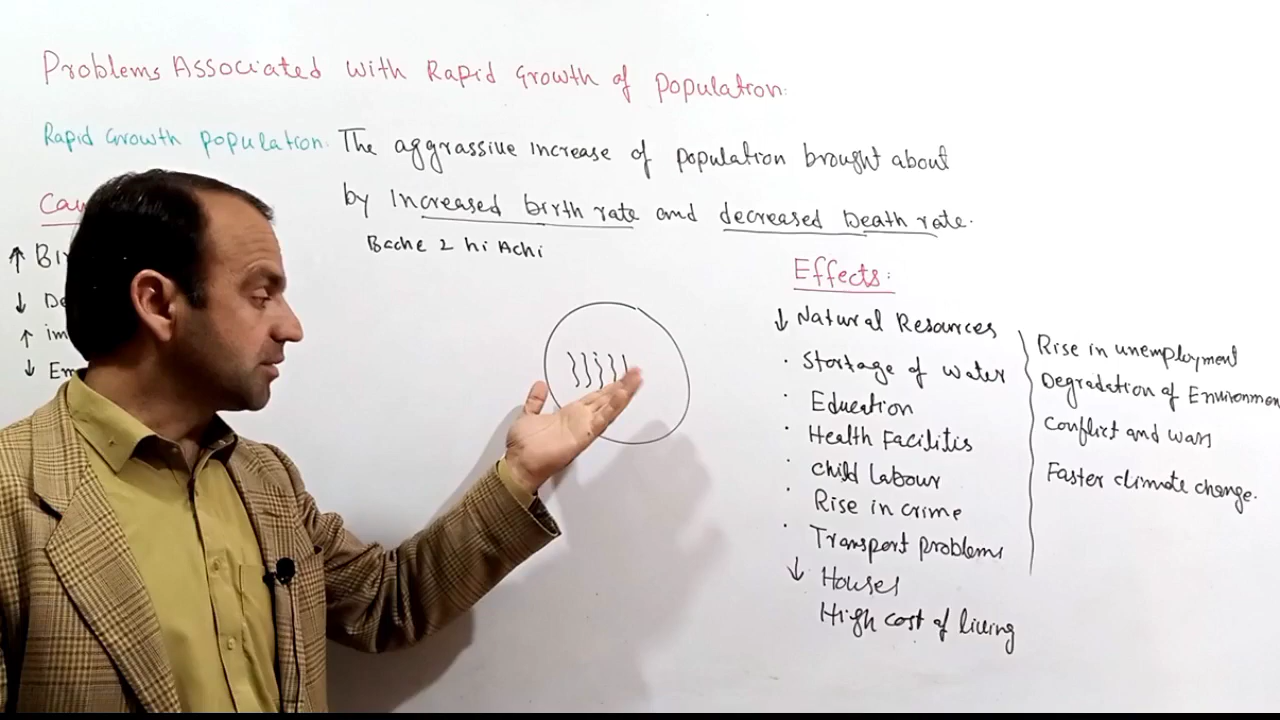 Problems Associated with Rapid Growth of population:
Rapid Growth population: The aggrassive increase of population brought about
by Increased birth rate and decreased Death rate.
Bache 2 hi Achi
↑
↓
↑
↓
Effects:
↓ Natural Resources
· Stortage of water
· Education
· Health Facilitis
· child labour
· Rise in crime
· Transport problems
↓ Houses
High cost of living
Rise in unemployment
Degradation of Environmen
Conflict and wars
Faster climate change.